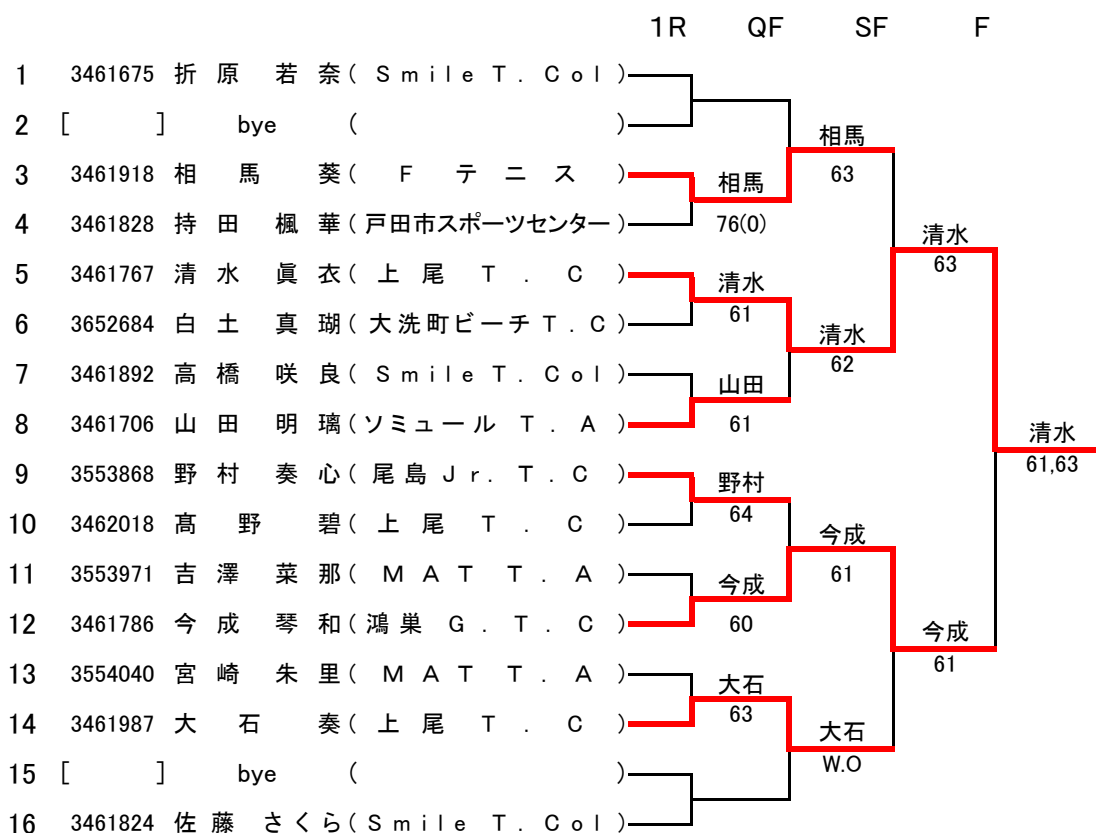 1R QF SF F
1 3461675 折原 若奈(Smile T.Col)
2 [ ] bye ( )
相馬
3 3461918 相馬 葵(Fテニス)
相馬
63
4 3461828 持田 楓華(戸田市スポーツセンター)
76(0)
清水
63
5 3461767 清水 眞衣(上尾 T.C)
清水
61
6 3652684 白土 真瑚(大洗町ビーチT.C)
清水
62
7 3461892 高橋 咲良(Smile T.Col)
山田
8 3461706 山田 明璃(ソミュール T.A)
61
清水
61,63
9 3553868 野村 奏心(尾島Jr.T.C)
野村
64
10 3462018 髙野 碧(上尾 T.C)
今成
11 3553971 吉澤 菜那(MAT T.A)
今成
61
12 3461786 今成 琴和(鴻巣G.T.C)
60
今成
61
13 3554040 宮崎 朱里(MAT T.A)
大石
63
14 3461987 大石 奏(上尾 T.C)
大石
W.O
15 [ ] bye ( )
16 3461824 佐藤 さくら(Smile T.Col)